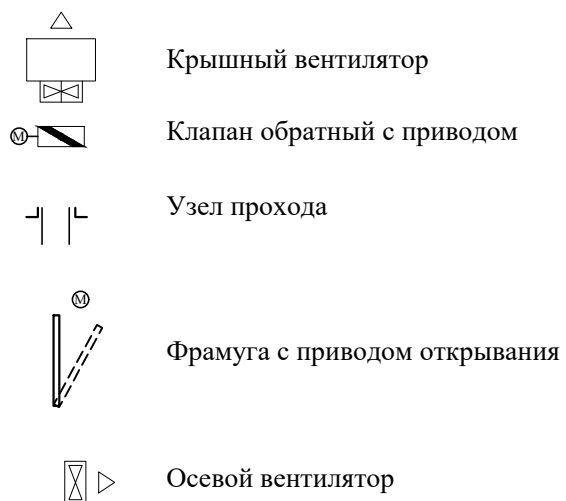 Крышный вентилятор
М Клапан обратный с приводом
Узел прохода
М
Фрамуга с приводом открывания
Осевой вентилятор